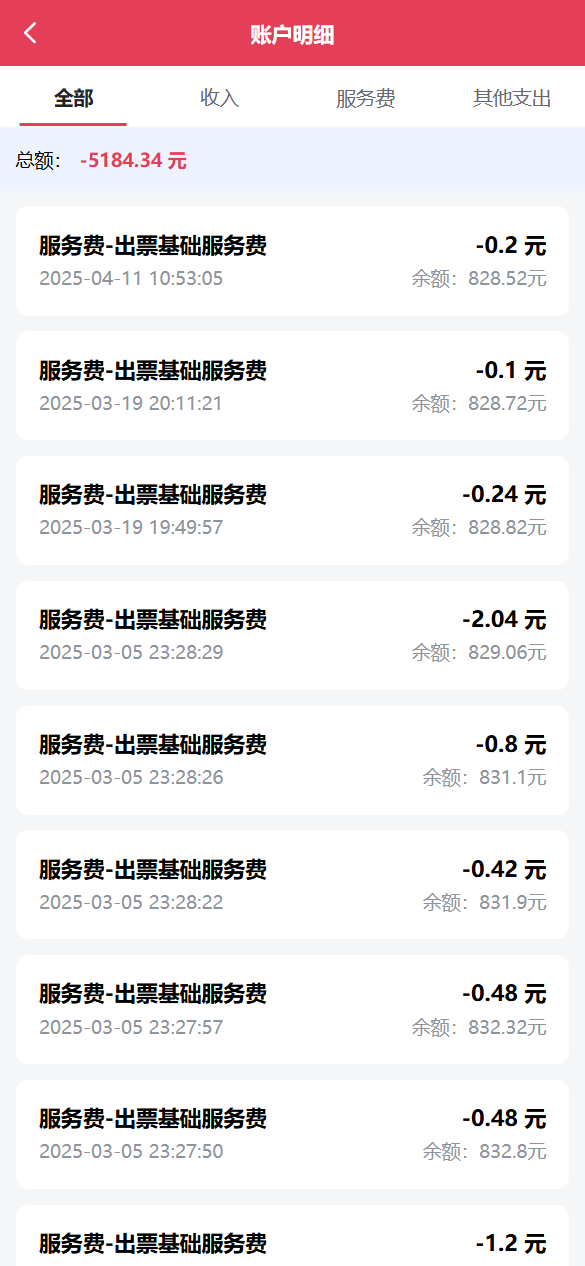 账户明细
全部 收入 服务费 其他支出
总额： -5184.34 元
服务费-出票基础服务费 -0.2 元
2025-04-11 10:53:05 余额：828.52元
服务费-出票基础服务费 -0.1 元
2025-03-19 20:11:21 余额：828.72元
服务费-出票基础服务费 -0.24 元
2025-03-19 19:49:57 余额：828.82元
服务费-出票基础服务费 -2.04 元
2025-03-05 23:28:29 余额：829.06元
服务费-出票基础服务费 -0.8 元
2025-03-05 23:28:26 余额：831.1元
服务费-出票基础服务费 -0.42 元
2025-03-05 23:28:22 余额：831.9元
服务费-出票基础服务费 -0.48 元
2025-03-05 23:27:57 余额：832.32元
服务费-出票基础服务费 -0.48 元
2025-03-05 23:27:50 余额：832.8元
服务费-出票基础服务费 -1.2 元